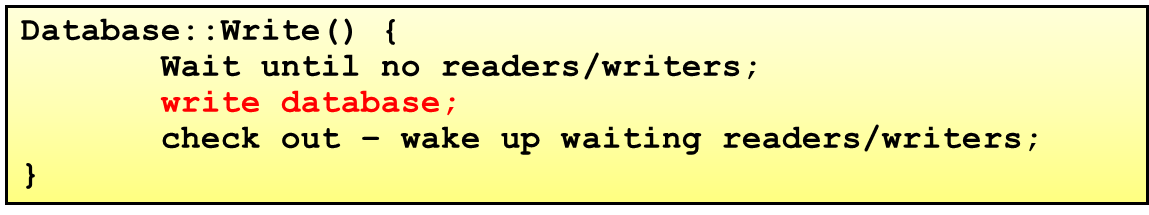 Database::Write() {
Wait until no readers/writers;
write database;
check out – wake up waiting readers/writers;
}